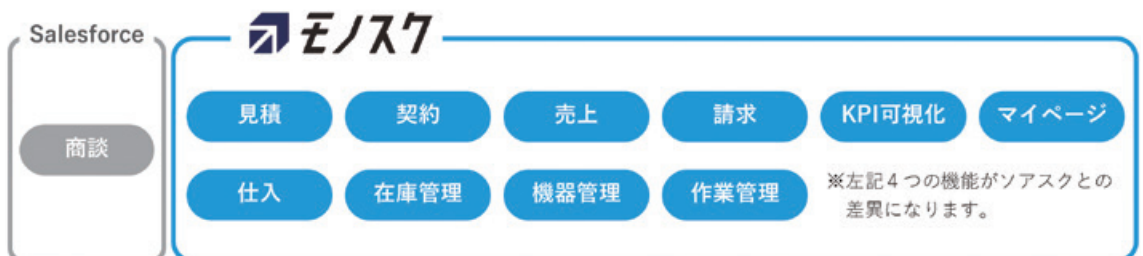 Salesforce
モノスク
見積 契約 売上 請求 KPI可視化 マイページ
商談
仕入 在庫管理 機器管理 作業管理
※左記4つの機能がソアスクとの
差異になります。